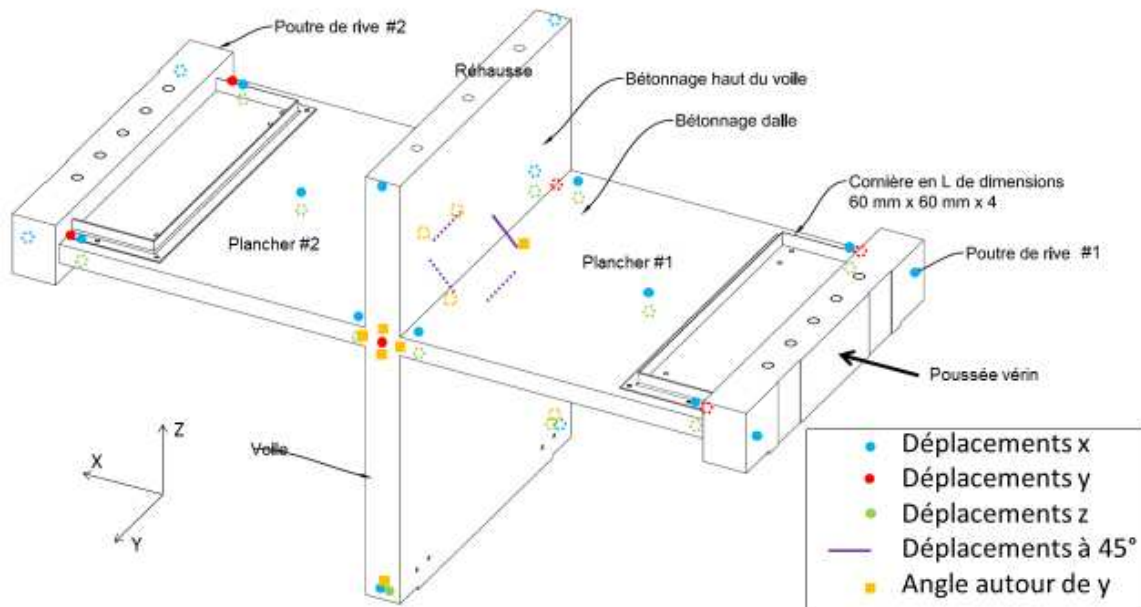 Poutre de rive #2
Réhausse
Bétonnage haut du voile
Bétonnage dalle
Cornière en L de dimensions
60 mm x 60 mm x 4
Plancher #2
Plancher #1
Poutre de rive #1
Poussée vérin
Voile
Z
X
Y
Déplacements x
Déplacements y
Déplacements z
Déplacements à 45°
Angle autour de y